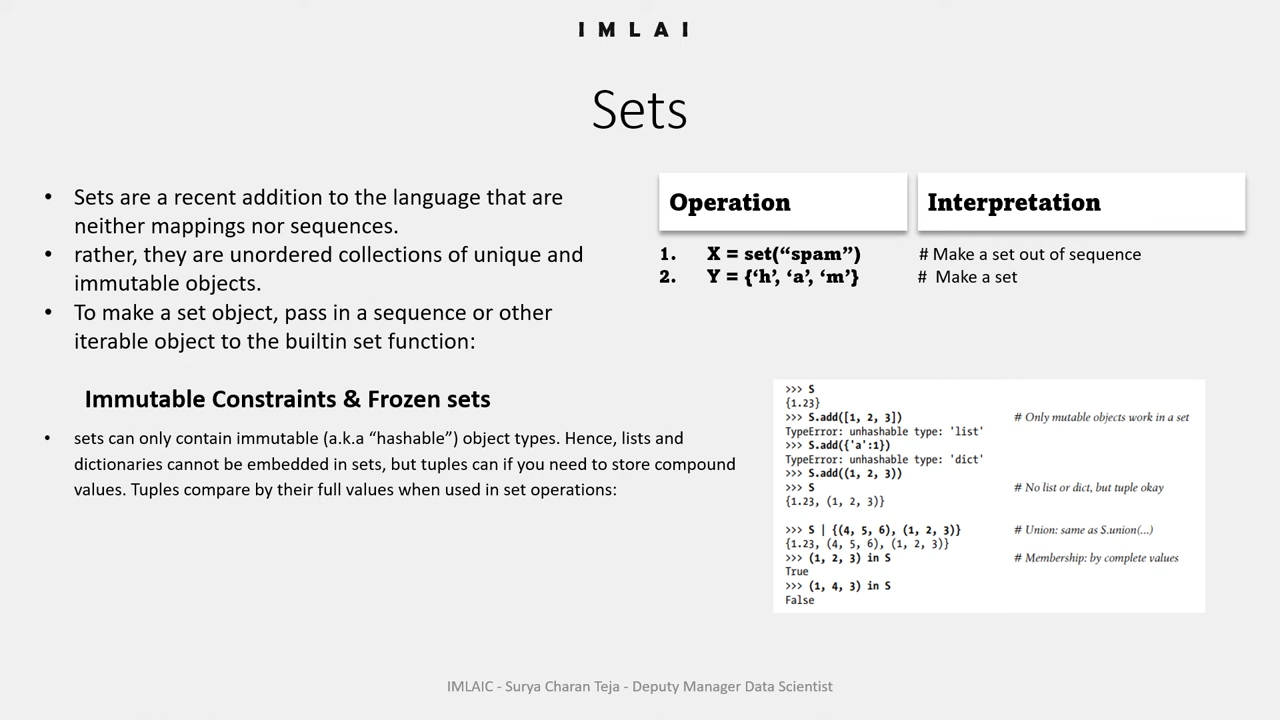 IMLAI
Sets
• Sets are a recent addition to the language that are
neither mappings nor sequences.
• rather, they are unordered collections of unique and
immutable objects.
• To make a set object, pass in a sequence or other
iterable object to the builtin set function:
Operation Interpretation
1. X = set(“spam”) # Make a set out of sequence
2. Y = {‘h’, ‘a’, ‘m’} # Make a set
Immutable Constraints & Frozen sets
• sets can only contain immutable (a.k.a “hashable”) object types. Hence, lists and
dictionaries cannot be embedded in sets, but tuples can if you need to store compound
values. Tuples compare by their full values when used in set operations:
>>> S
{1.23}
>>> S.add([1, 2, 3]) # Only mutable objects work in a set
TypeError: unhashable type: 'list'
>>> S.add({'a':1})
TypeError: unhashable type: 'dict'
>>> S.add((1, 2, 3))
>>> S # No list or dict, but tuple okay
{1.23, (1, 2, 3)}
>>> S | {(4, 5, 6), (1, 2, 3)} # Union: same as S.union(...)
{1.23, (4, 5, 6), (1, 2, 3)}
>>> (1, 2, 3) in S # Membership: by complete values
True
>>> (1, 4, 3) in S
False
IMLAIC - Surya Charan Teja - Deputy Manager Data Scientist